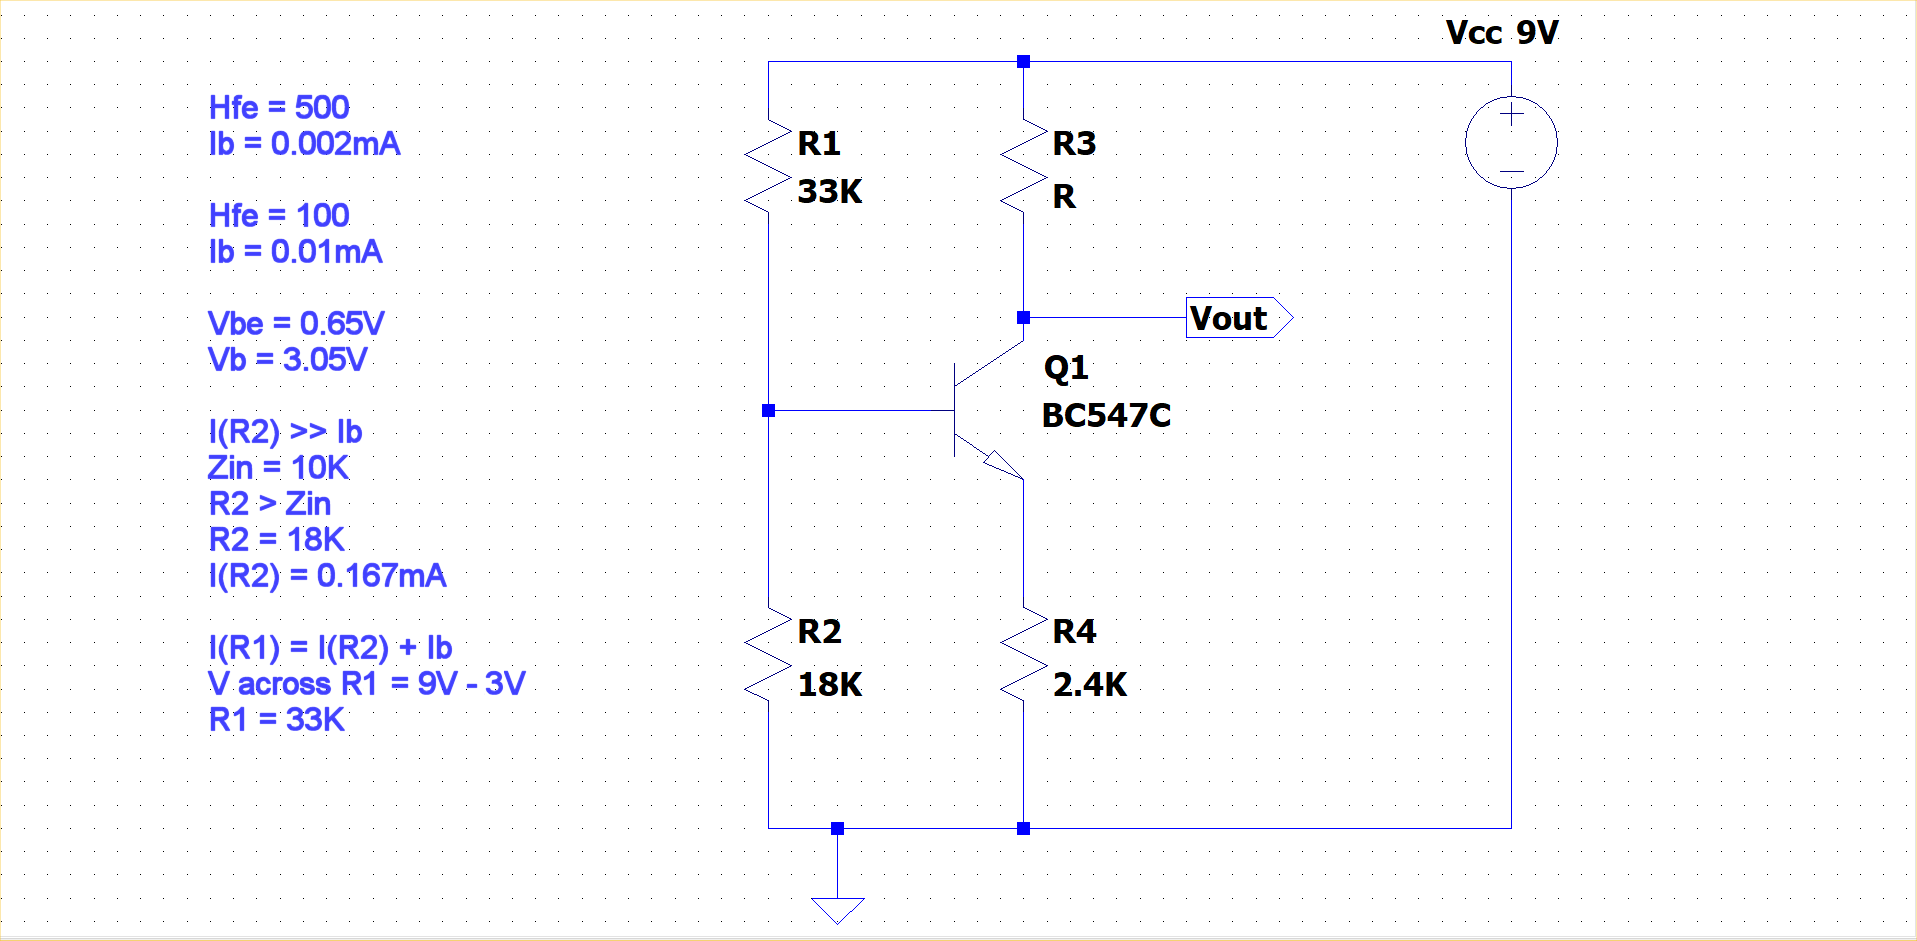 Vcc 9V
Hfe = 500
Ib = 0.002mA
Hfe = 100
Ib = 0.01mA
Vbe = 0.65V
Vb = 3.05V
I(R2) >> Ib
Zin = 10K
R2 > Zin
R2 = 18K
I(R2) = 0.167mA
I(R1) = I(R2) + Ib
V across R1 = 9V - 3V
R1 = 33K
R1
33K
R3
R
Vout
Q1
BC547C
R2
18K
R4
2.4K